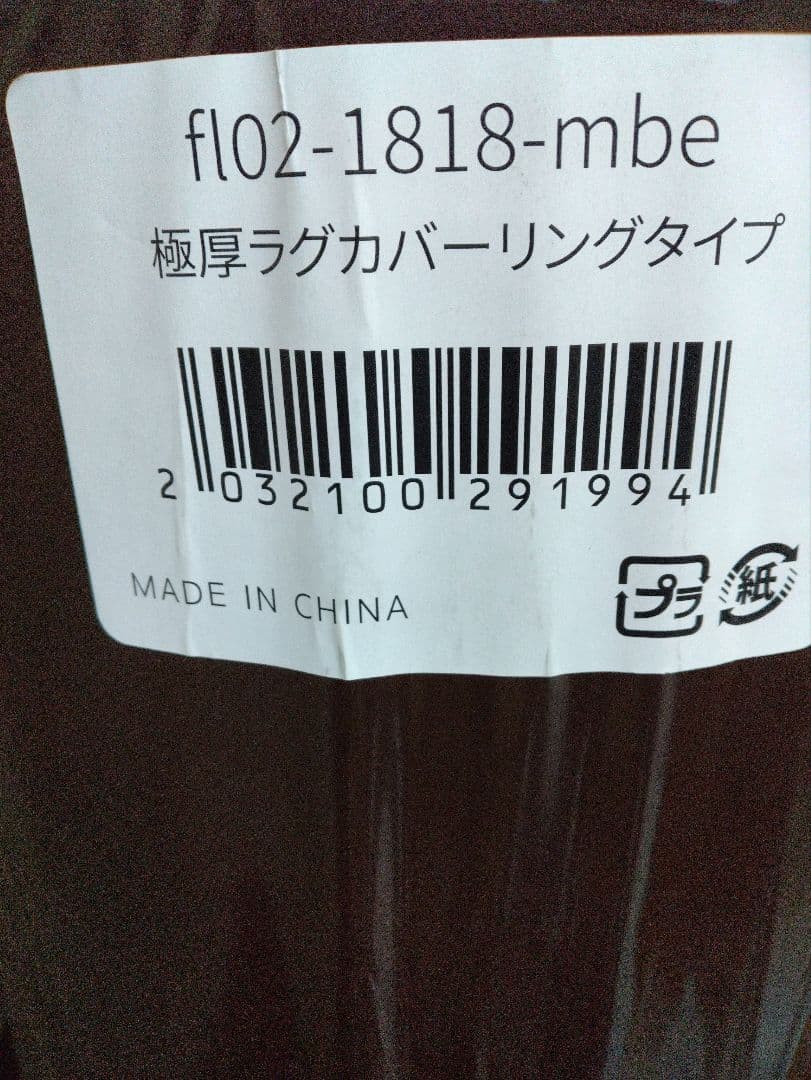 fl02-1818-mbe
極厚ラグカバーリングタイプ
2 032100 291994
MADE IN CHINA
プラ 紙